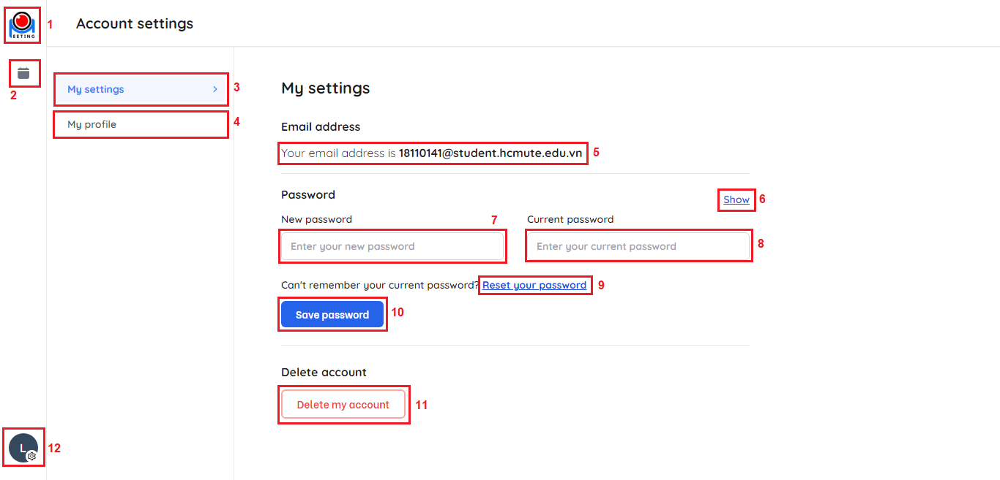 EETING
1
Account settings
2
My settings
3
My profile
4
My settings
Email address
Your email address is 18110141@student.hcmute.edu.vn
5
Password
Show
6
New password
7
Current password
Enter your new password
Enter your current password
8
Can't remember your current password? Reset your password
9
Save password
10
Delete account
Delete my account
11
L
12